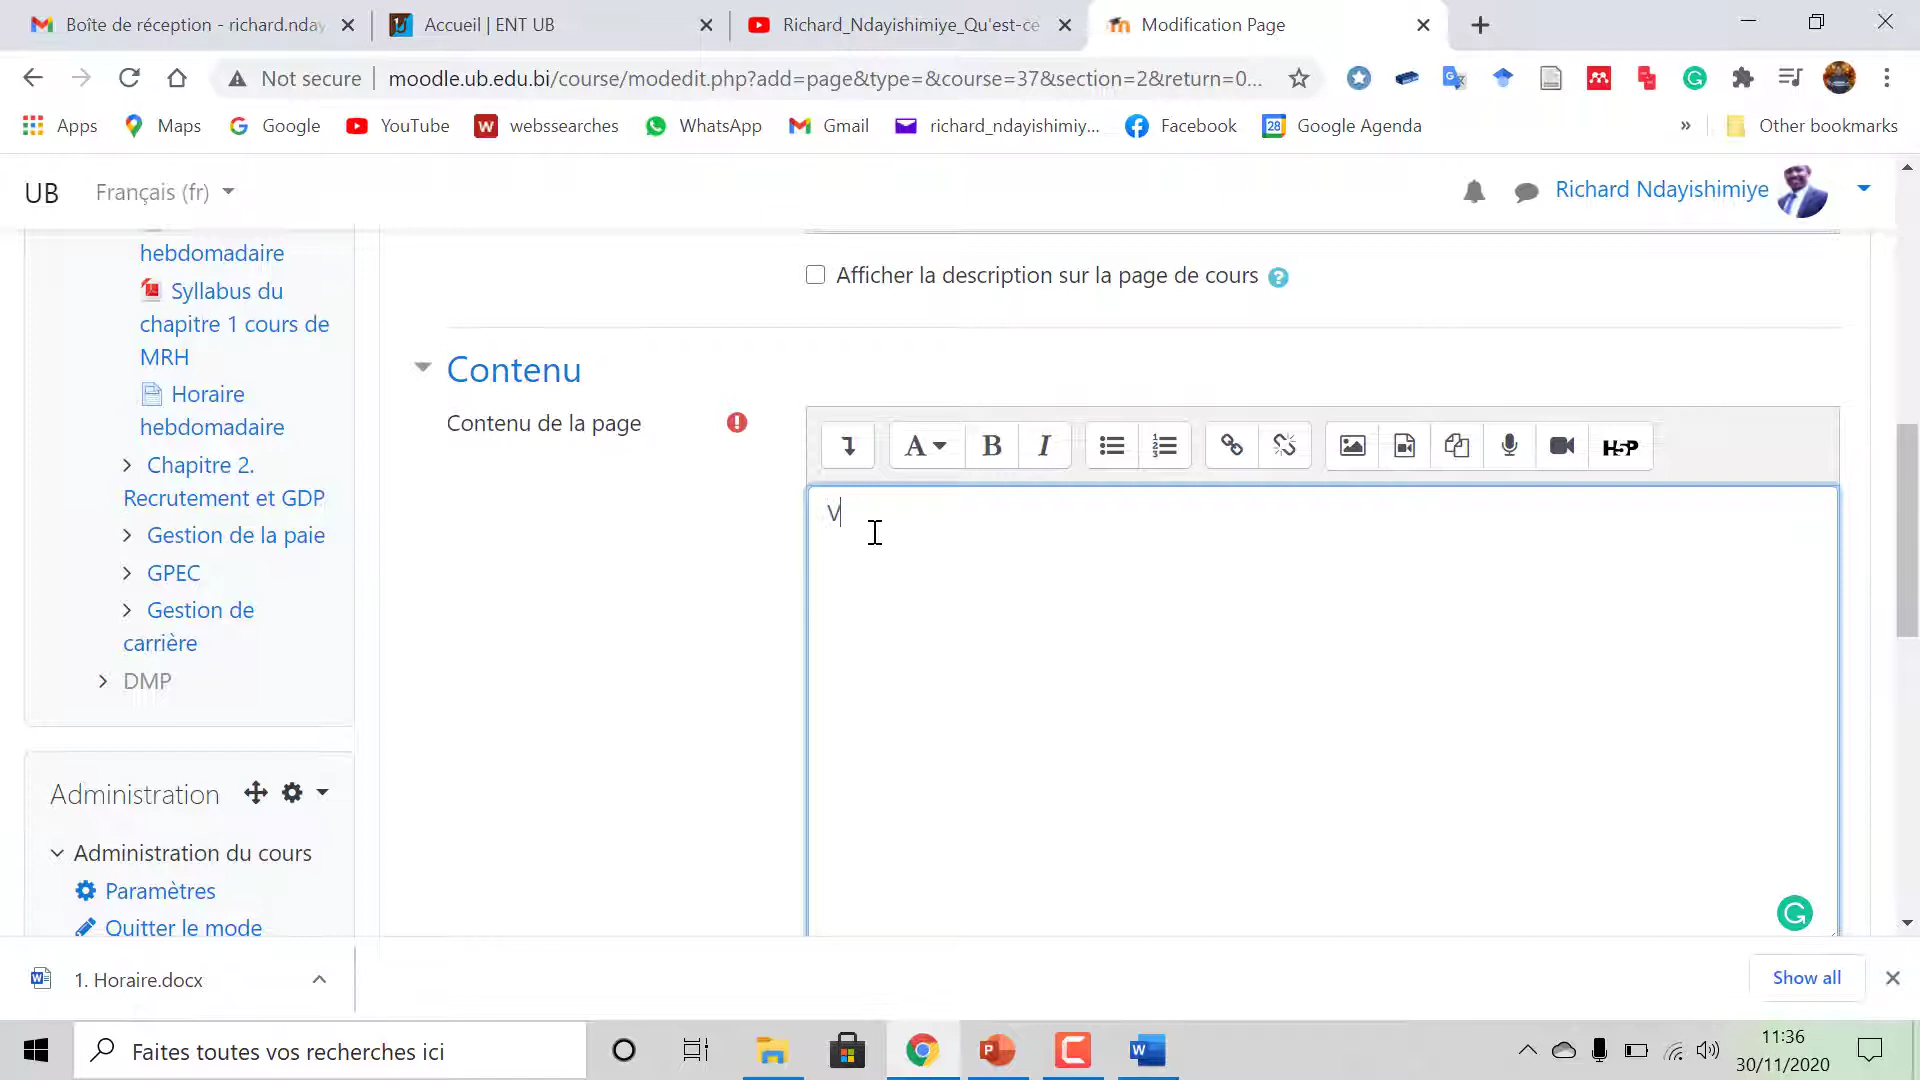 Boîte de réception - richard.nday
Accueil | ENT UB
Richard_Ndayishimiye_Qu'est-ce
Modification Page
Not secure
moodle.ub.edu.bi/course/modedit.php?add=page&type=&course=37&section=2&return=0...
Apps
Maps
Google
YouTube
webssearches
WhatsApp
Gmail
richard_ndayishimiy...
Facebook
28
Google Agenda
»
Other bookmarks
UB
Français (fr)
Richard Ndayishimiye
hebdomadaire
Syllabus du
chapitre 1 cours de
MRH
Horaire
hebdomadaire
Chapitre 2.
Recrutement et GDP
Gestion de la paie
GPEC
Gestion de
carrière
DMP
Administration
Administration du cours
Paramètres
Quitter le mode
Afficher la description sur la page de cours
Contenu
Contenu de la page
A
B
I
H5P
V
1. Horaire.docx
Show all
Faites toutes vos recherches ici
11:36
30/11/2020